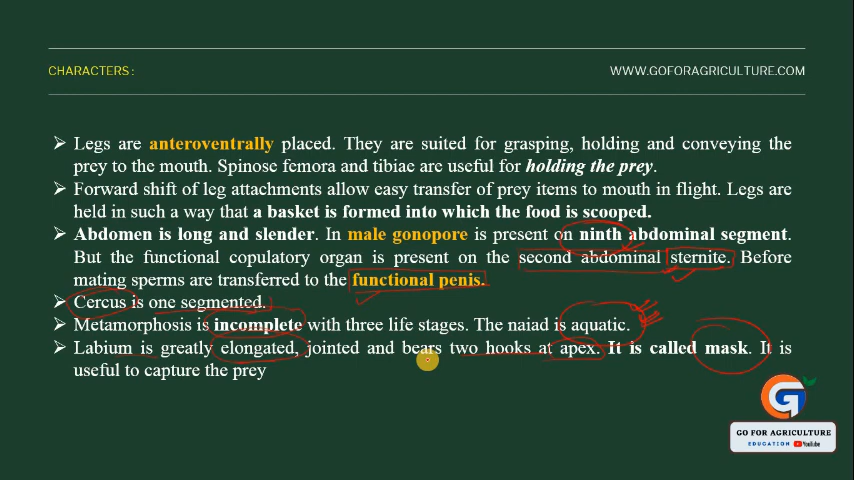 CHARACTERS :
WWW.GOFORAGRICULTURE.COM
➢ Legs are anteroventrally placed. They are suited for grasping, holding and conveying the
prey to the mouth. Spinose femora and tibiae are useful for holding the prey.
➢ Forward shift of leg attachments allow easy transfer of prey items to mouth in flight. Legs are
held in such a way that a basket is formed into which the food is scooped.
➢ Abdomen is long and slender. In male gonopore is present on ninth abdominal segment.
But the functional copulatory organ is present on the second abdominal sternite. Before
mating sperms are transferred to the functional penis.
➢ Cercus is one segmented.
➢ Metamorphosis is incomplete with three life stages. The naiad is aquatic.
➢ Labium is greatly elongated, jointed and bears two hooks at apex. It is called mask. It is
useful to capture the prey
G
GO FOR AGRICULTURE
EDUCATION YouTube